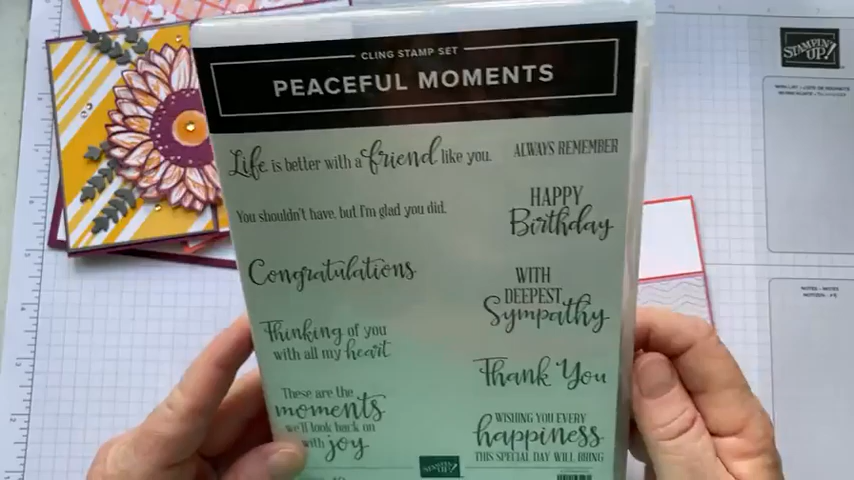 CLING STAMP SET
PEACEFUL MOMENTS
Life is better with a friend like you.
ALWAYS REMEMBER
You shouldn't have, but I'm glad you did.
HAPPY
Birthday
Congratulations
WITH
DEEPEST
Sympathy
Thinking of you
with all my heart
Thank You
These are the
moments
we'll look back on
with joy
WISHING YOU EVERY
happiness
THIS SPECIAL DAY WILL BRING
STAMPIN' UP!
STAMPIN' UP!